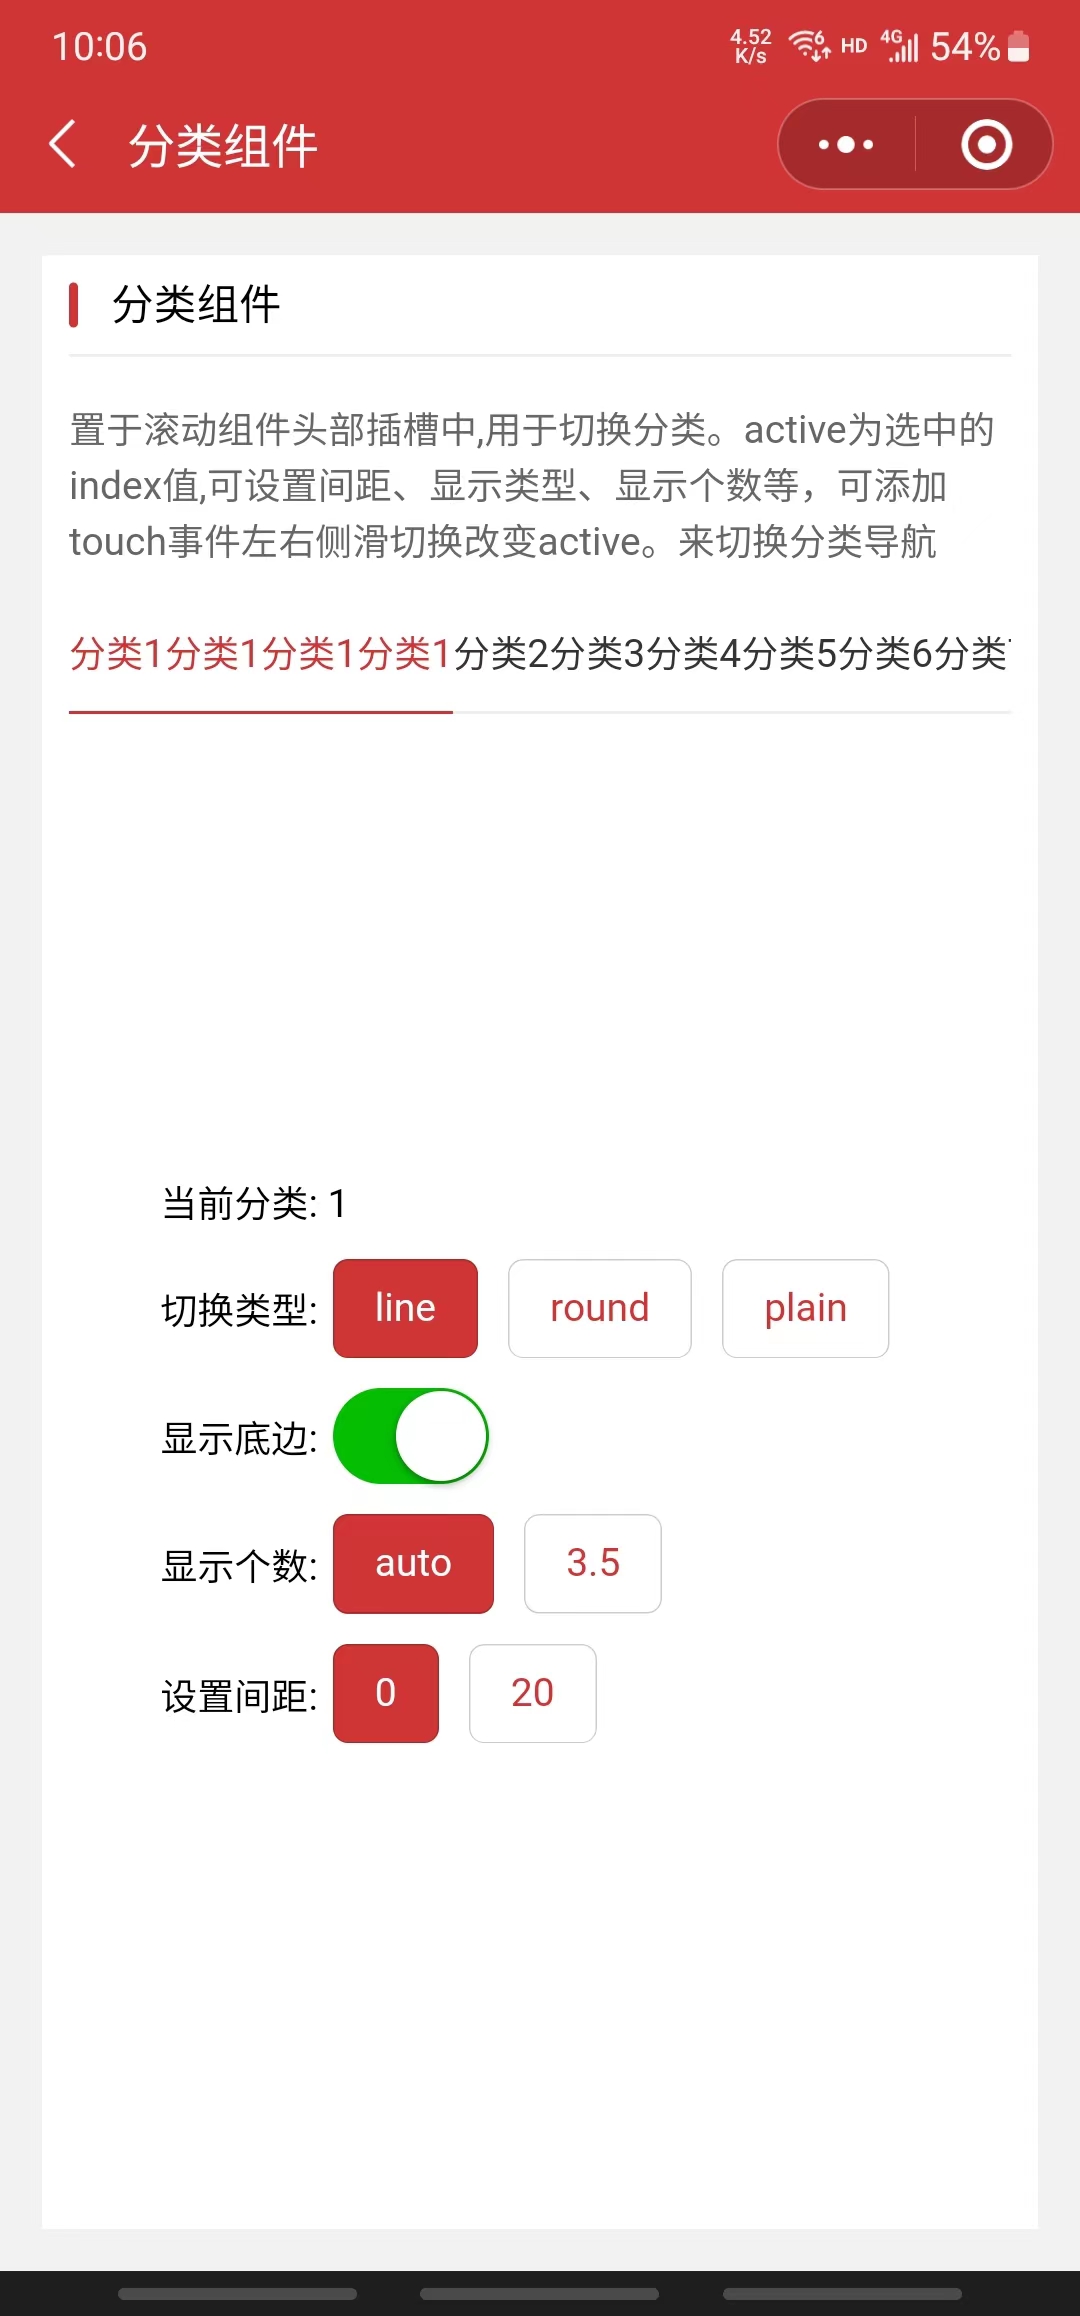 10:06
4.52 K/s 6 HD 4G 54%
分类组件
分类组件
置于滚动组件头部插槽中,用于切换分类。active为选中的
index值,可设置间距、显示类型、显示个数等，可添加
touch事件左右侧滑切换改变active。来切换分类导航
分类1分类1分类1分类1分类2分类3分类4分类5分类6分类
当前分类: 1
切换类型: line round plain
显示底边:
显示个数: auto 3.5
设置间距: 0 20